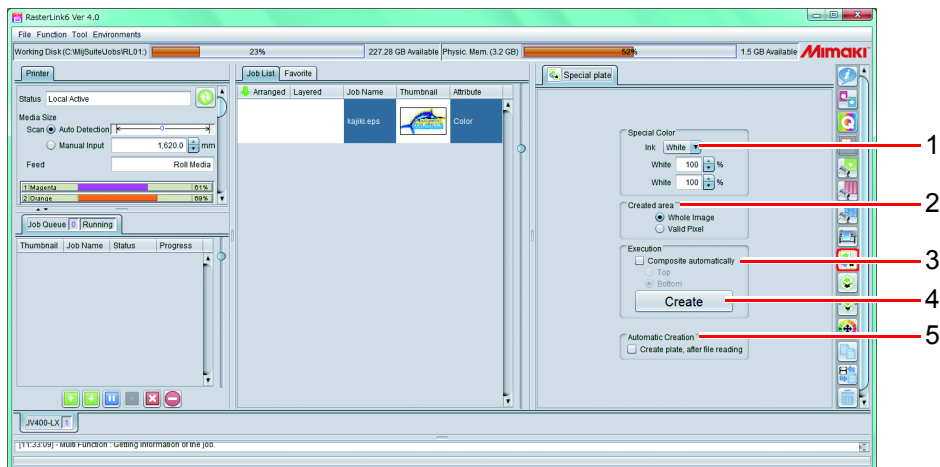 RasterLink6 Ver 4.0
File Function Tool Environments
Working Disk (C:\MijSuite\Jobs\RL01:) 23% 227.28 GB Available Physic. Mem. (3.2 GB) 52% 1.5 GB Available Mimaki
Printer
Status Local Active
Media Size
Scan Auto Detection
Manual Input 1,620.0 mm
Feed Roll Media
1 Magenta 61%
2 Orange 69%
Job Queue 0 Running
Thumbnail Job Name Status Progress
JV400-LX 1
[11:33:09] - Multi Function : Getting information of the job.
Job List Favorite
Arranged Layered Job Name Thumbnail Attribute
kajiki.eps Color
Special plate
Special Color
Ink White
White 100 %
White 100 %
Created area
Whole Image
Valid Pixel
Execution
Composite automatically
Top
Bottom
Create
Automatic Creation
Create plate, after file reading
1
2
3
4
5